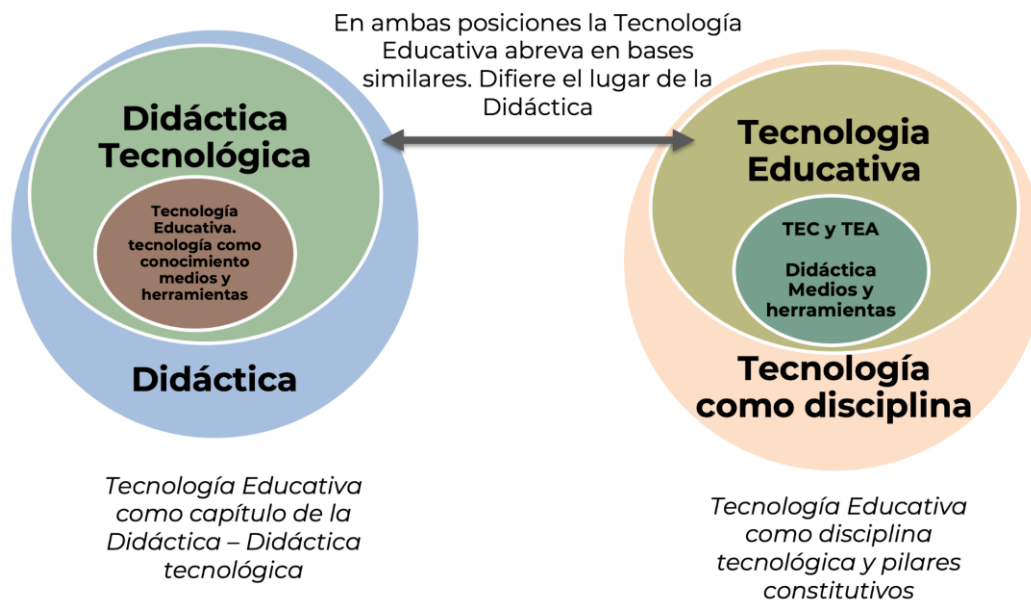 En ambas posiciones la Tecnología
Educativa abreva en bases
similares. Difiere el lugar de la
Didáctica
Didáctica
Tecnológica
Tecnología
Educativa.
tecnología como
conocimiento
medios y
herramientas
Didáctica
Tecnología Educativa
como capítulo de la
Didáctica – Didáctica
tecnológica
Tecnologia
Educativa
TEC y TEA
Didáctica
Medios y
herramientas
Tecnología
como disciplina
Tecnología Educativa
como disciplina
tecnológica y pilares
constitutivos